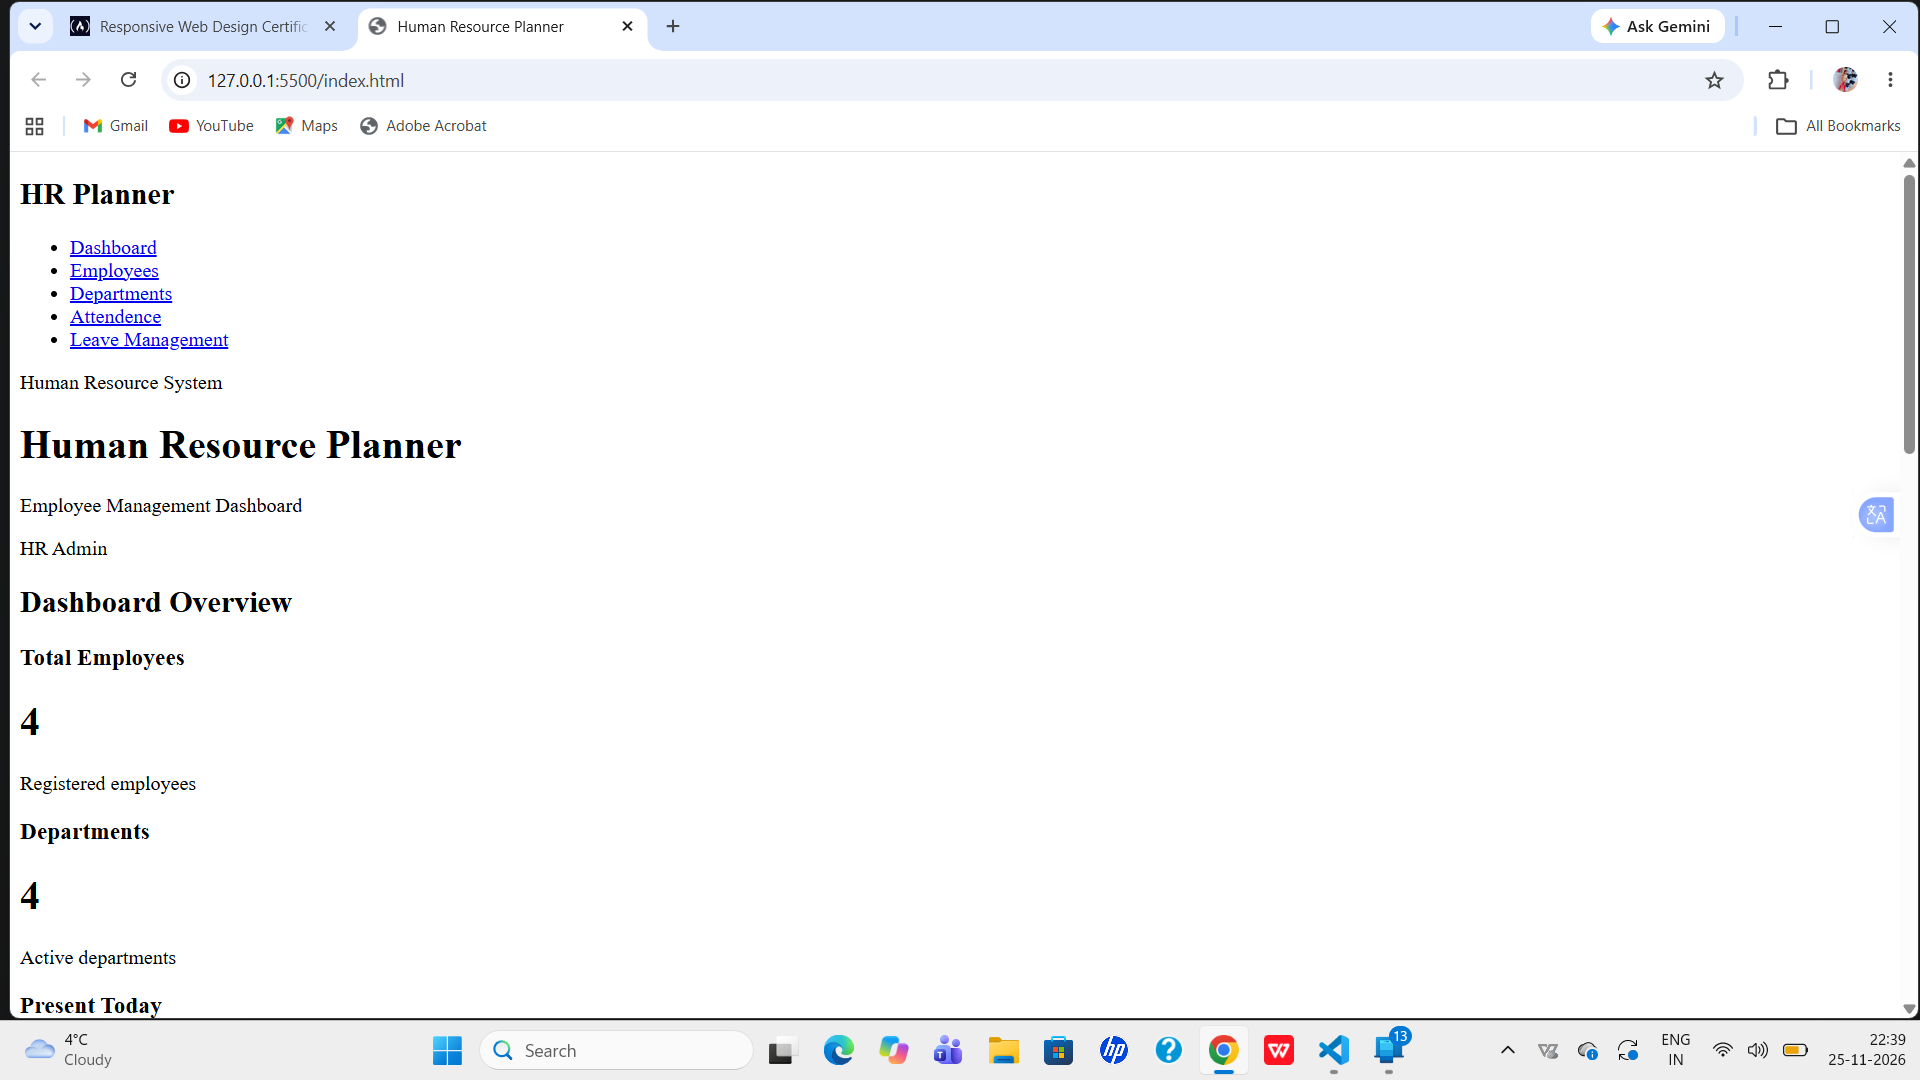 Responsive Web Design Certific
Human Resource Planner
Ask Gemini
127.0.0.1:5500/index.html
Gmail
YouTube
Maps
Adobe Acrobat
All Bookmarks
HR Planner
Dashboard
Employees
Departments
Attendence
Leave Management
Human Resource System
Human Resource Planner
Employee Management Dashboard
HR Admin
Dashboard Overview
Total Employees
4
Registered employees
Departments
4
Active departments
Present Today
4°C
Cloudy
Search
13
ENG
IN
22:39
25-11-2026